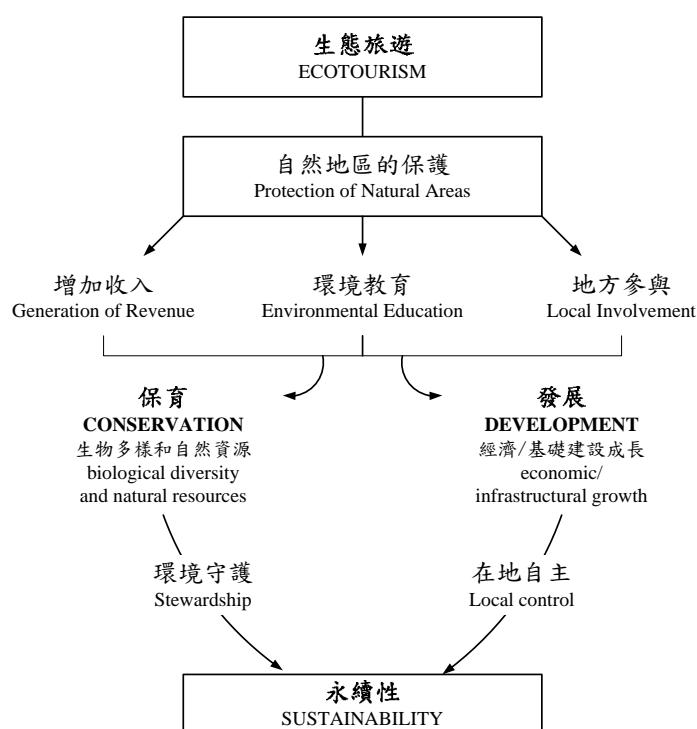 生態旅遊
ECOTOURISM
自然地區的保護
Protection of Natural Areas
增加收入
Generation of Revenue
環境教育
Environmental Education
地方參與
Local Involvement
保育
CONSERVATION
生物多樣和自然資源
biological diversity
and natural resources
發展
DEVELOPMENT
經濟/基礎建設成長
economic/
infrastructural growth
環境守護
Stewardship
在地自主
Local control
永續性
SUSTAINABILITY